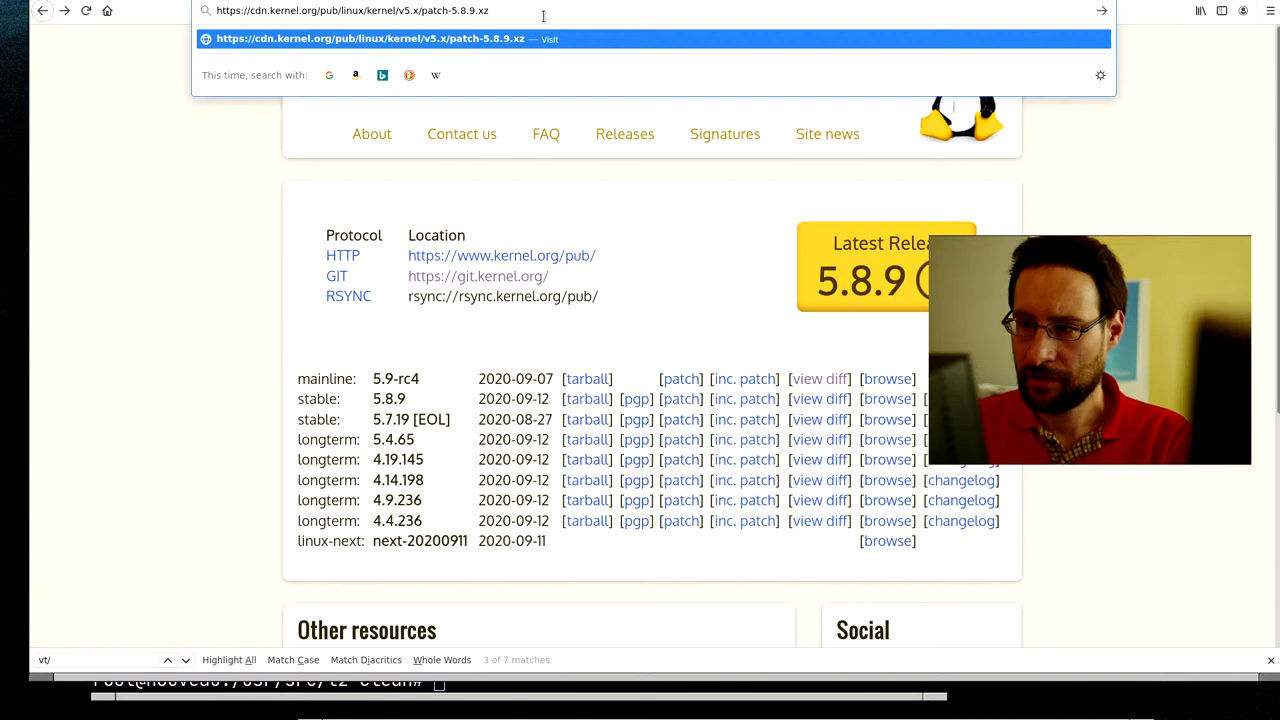 https://cdn.kernel.org/pub/linux/kernel/v5.x/patch-5.8.9.xz
https://cdn.kernel.org/pub/linux/kernel/v5.x/patch-5.8.9.xz — Visit
This time, search with:
About Contact us FAQ Releases Signatures Site news
Protocol Location
HTTP https://www.kernel.org/pub/
GIT https://git.kernel.org/
RSYNC rsync://rsync.kernel.org/pub/
Latest Relea
5.8.9
mainline: 5.9-rc4 2020-09-07 [tarball] [patch] [inc. patch] [view diff] [browse]
stable: 5.8.9 2020-09-12 [tarball] [pgp] [patch] [inc. patch] [view diff] [browse] [
stable: 5.7.19 [EOL] 2020-08-27 [tarball] [pgp] [patch] [inc. patch] [view diff] [browse] [
longterm: 5.4.65 2020-09-12 [tarball] [pgp] [patch] [inc. patch] [view diff] [browse] [
longterm: 4.19.145 2020-09-12 [tarball] [pgp] [patch] [inc. patch] [view diff] [browse] [changelog]
longterm: 4.14.198 2020-09-12 [tarball] [pgp] [patch] [inc. patch] [view diff] [browse] [changelog]
longterm: 4.9.236 2020-09-12 [tarball] [pgp] [patch] [inc. patch] [view diff] [browse] [changelog]
longterm: 4.4.236 2020-09-12 [tarball] [pgp] [patch] [inc. patch] [view diff] [browse] [changelog]
linux-next: next-20200911 2020-09-11 [browse]
Other resources
Social
vt/ Highlight All Match Case Match Diacritics Whole Words 3 of 7 matches